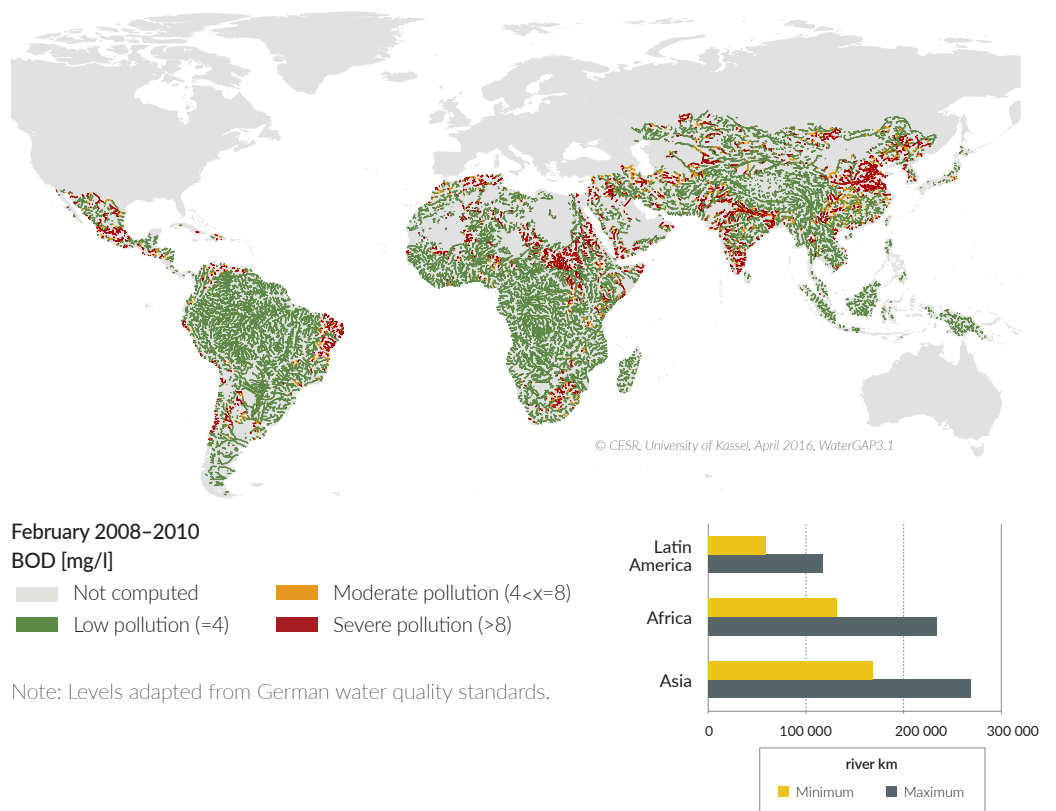 © CESR, University of Kassel, April 2016, WaterGAP3.1
February 2008–2010
BOD [mg/l]
Not computed
Low pollution (=4)
Moderate pollution (4<x=8)
Severe pollution (>8)
Note: Levels adapted from German water quality standards.
Latin
America
Africa
Asia
0 100 000 200 000 300 000
river km
Minimum Maximum